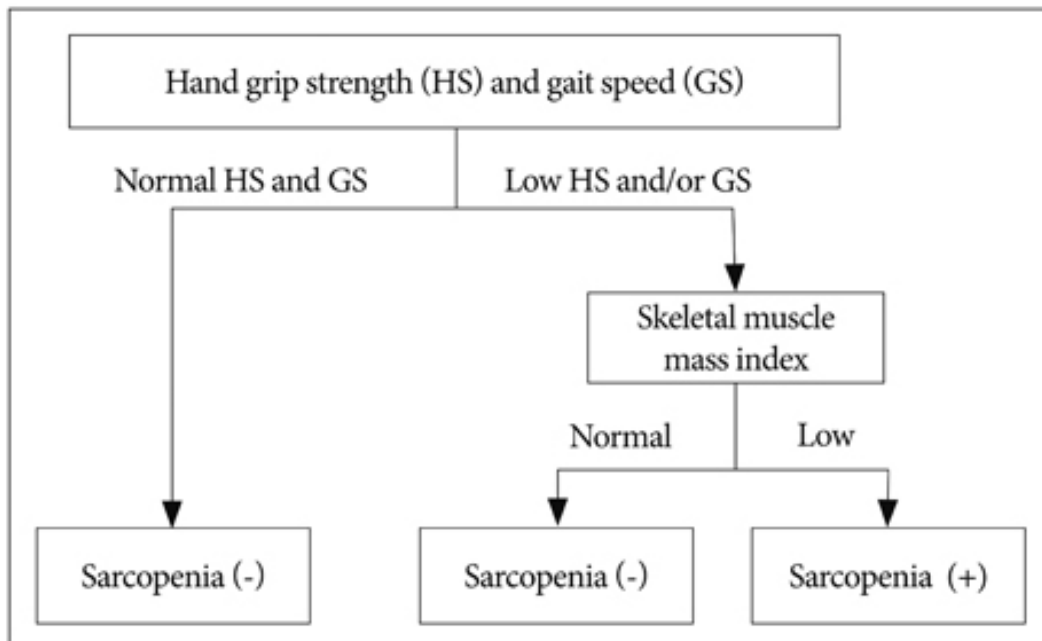 Hand grip strength (HS) and gait speed (GS)
Normal HS and GS
Low HS and/or GS
Skeletal muscle
mass index
Normal
Low
Sarcopenia (-)
Sarcopenia (-)
Sarcopenia (+)